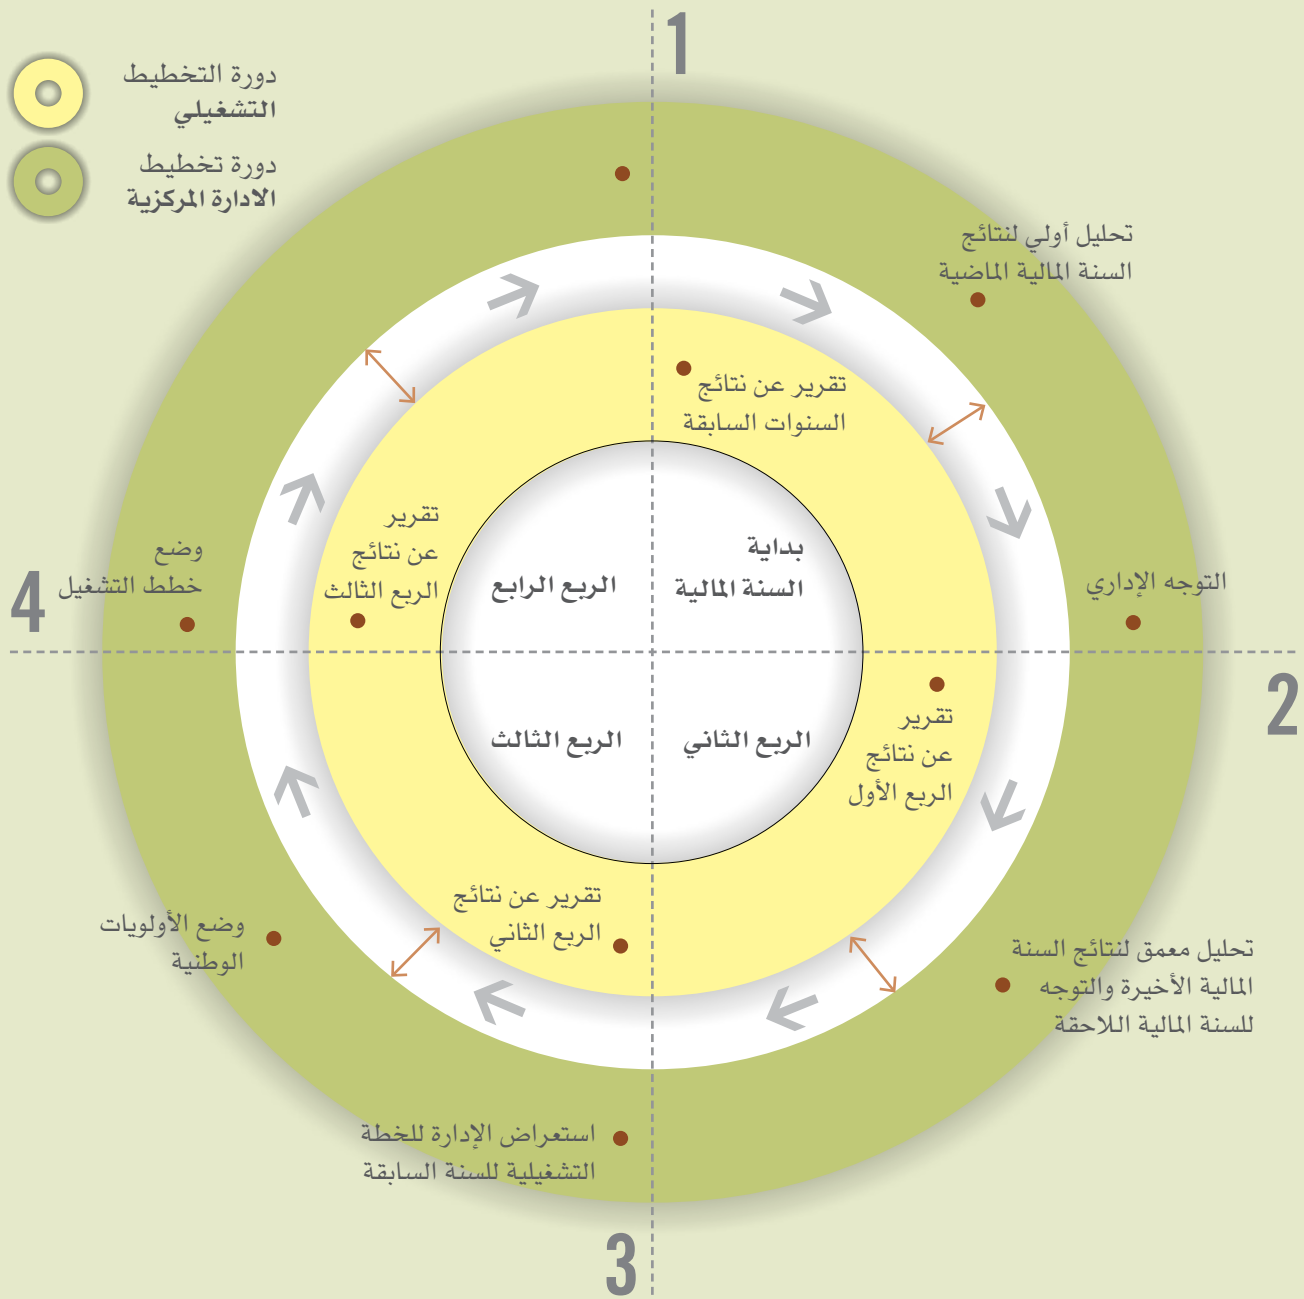 1
دورة التخطيط
التشغيلي
دورة تخطيط
الادارة المركزية
تحليل أولي لنتائج
السنة المالية الماضية
تقرير عن نتائج
السنوات السابقة
تقرير
عن نتائج
الربع الثالث
بداية
السنة المالية
الربع الرابع
وضع
خطط التشغيل
4
التوجه الإداري
2
الربع الثاني
الربع الثالث
تقرير
عن نتائج
الربع الأول
تقرير عن نتائج
الربع الثاني
وضع الأولويات
الوطنية
تحليل معمق لنتائج السنة
المالية الأخيرة والتوجه
للسنة المالية اللاحقة
استعراض الإدارة للخطة
التشغيلية للسنة السابقة
3